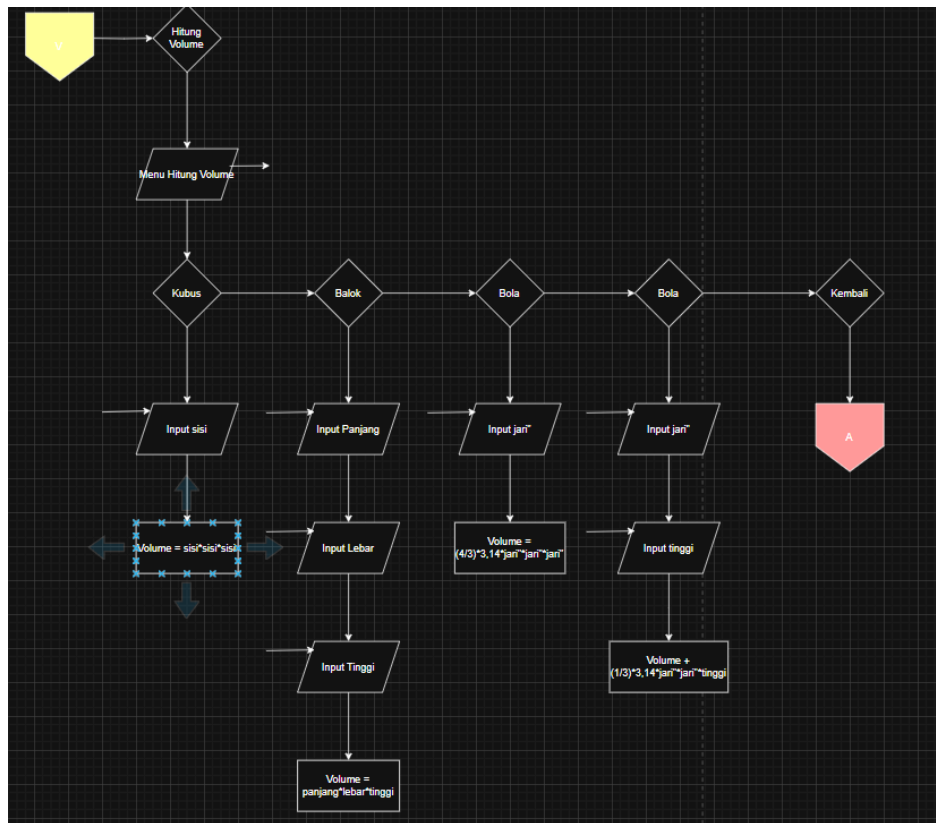 Hitung
Volume
Menu Hitung Volume
Kubus
Balok
Bola
Bola
Kembali
Input sisi
Input Panjang
Input jari"
Input jari"
A
Volume = sisi*sisi*sisi
Input Lebar
Volume =
(4/3)*3,14*jari"*jari"*jari"
Input tinggi
Input Tinggi
Volume +
(1/3)*3,14*jari"*jari"*tinggi
Volume =
panjang*lebar*tinggi